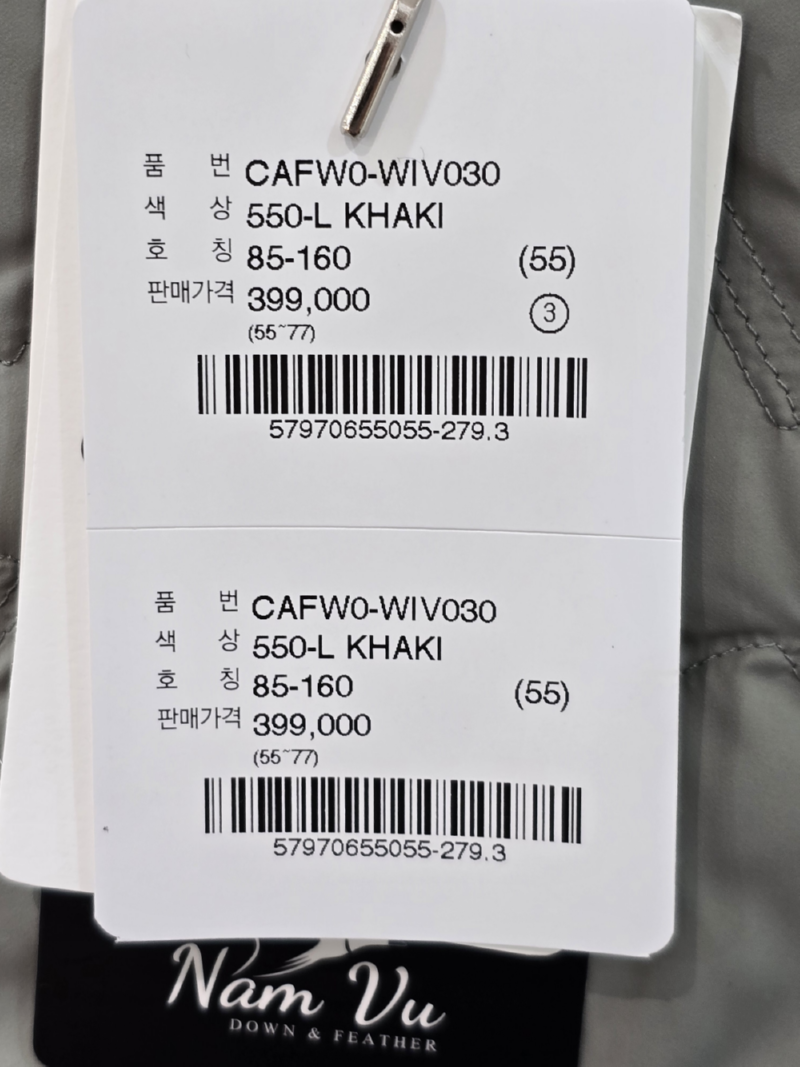 품 번 CAFW0-WIV030
색 상 550-L KHAKI
호 칭 85-160 (55)
판매가격 399,000 ③
(55~77)
57970655055-279.3
품 번 CAFW0-WIV030
색 상 550-L KHAKI
호 칭 85-160 (55)
판매가격 399,000
(55~77)
57970655055-279.3
Nam Vu
DOWN & FEATHER